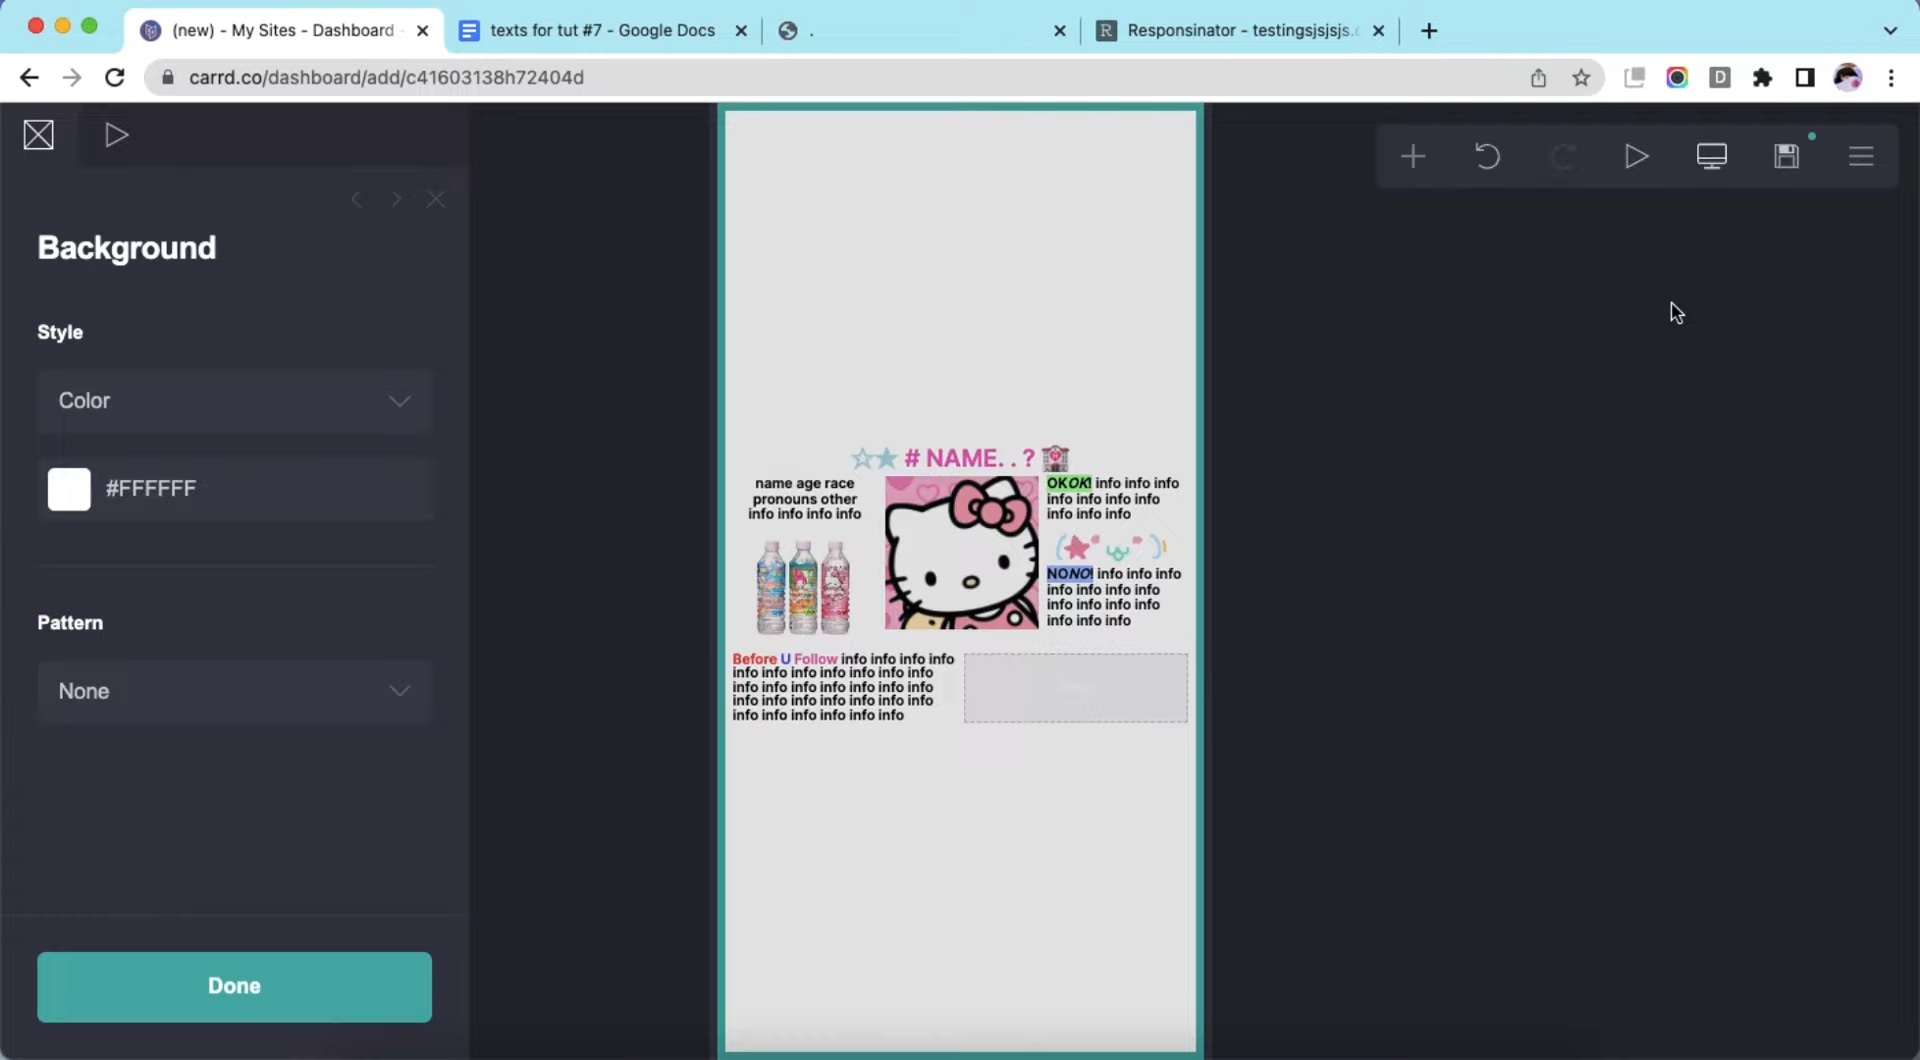 (new) - My Sites - Dashboard -
texts for tut #7 - Google Docs
.
Responsinator - testingsjsjsjs.
carrd.co/dashboard/add/c41603138h72404d
Background
Style
Color
#FFFFFF
Pattern
None
Done
☆★ # NAME. . ? 🏩
name age race
pronouns other
info info info info
OKOK! info info info
info info info info
info info info
NONO! info info info
info info info info
info info info info
info info info
Before U Follow info info info info
info info info info info info info
info info info info info info info
info info info info info info info
info info info info info info